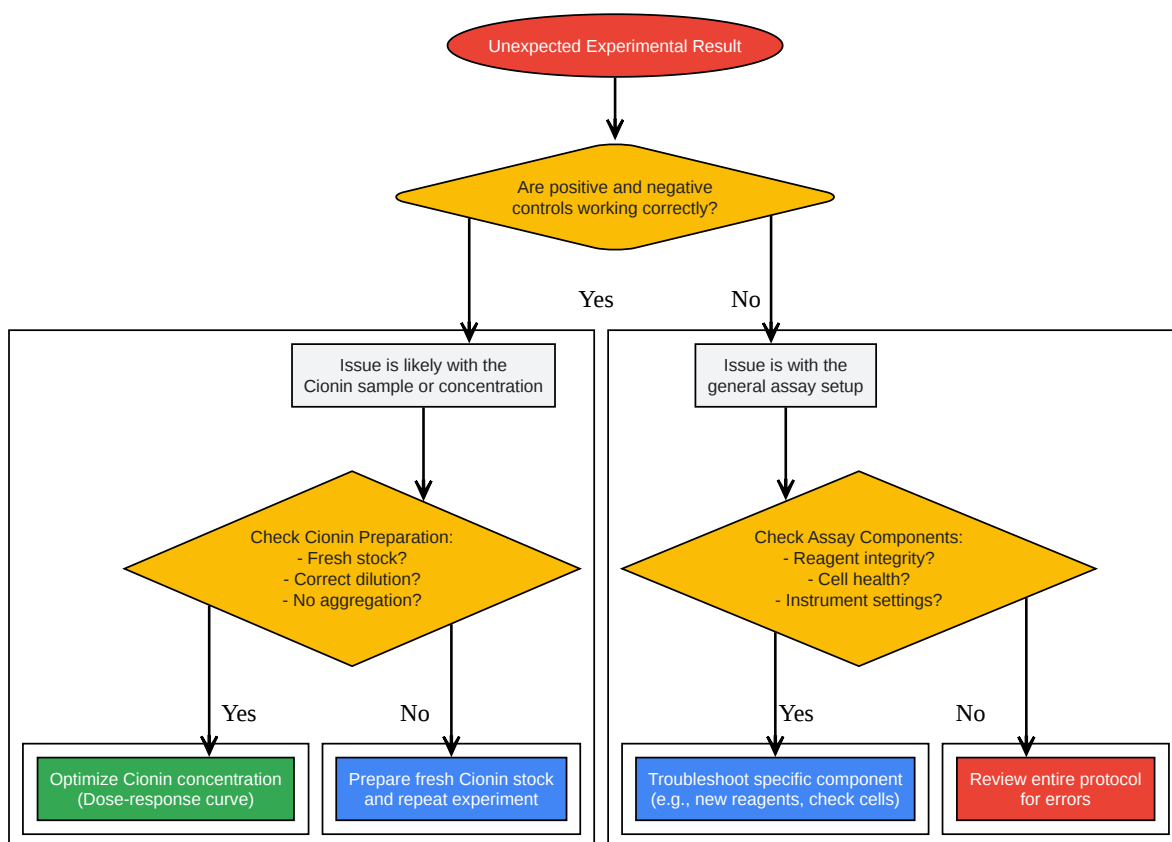 Unexpected Experimental Result
Are positive and negative
controls working correctly?
Yes
No
Issue is likely with the
Cionin sample or concentration
Issue is with the
general assay setup
Check Cionin Preparation:
- Fresh stock?
- Correct dilution?
- No aggregation?
Check Assay Components:
- Reagent integrity?
- Cell health?
- Instrument settings?
Yes
No
Yes
No
Optimize Cionin concentration
(Dose-response curve)
Prepare fresh Cionin stock
and repeat experiment
Troubleshoot specific component
(e.g., new reagents, check cells)
Review entire protocol
for errors